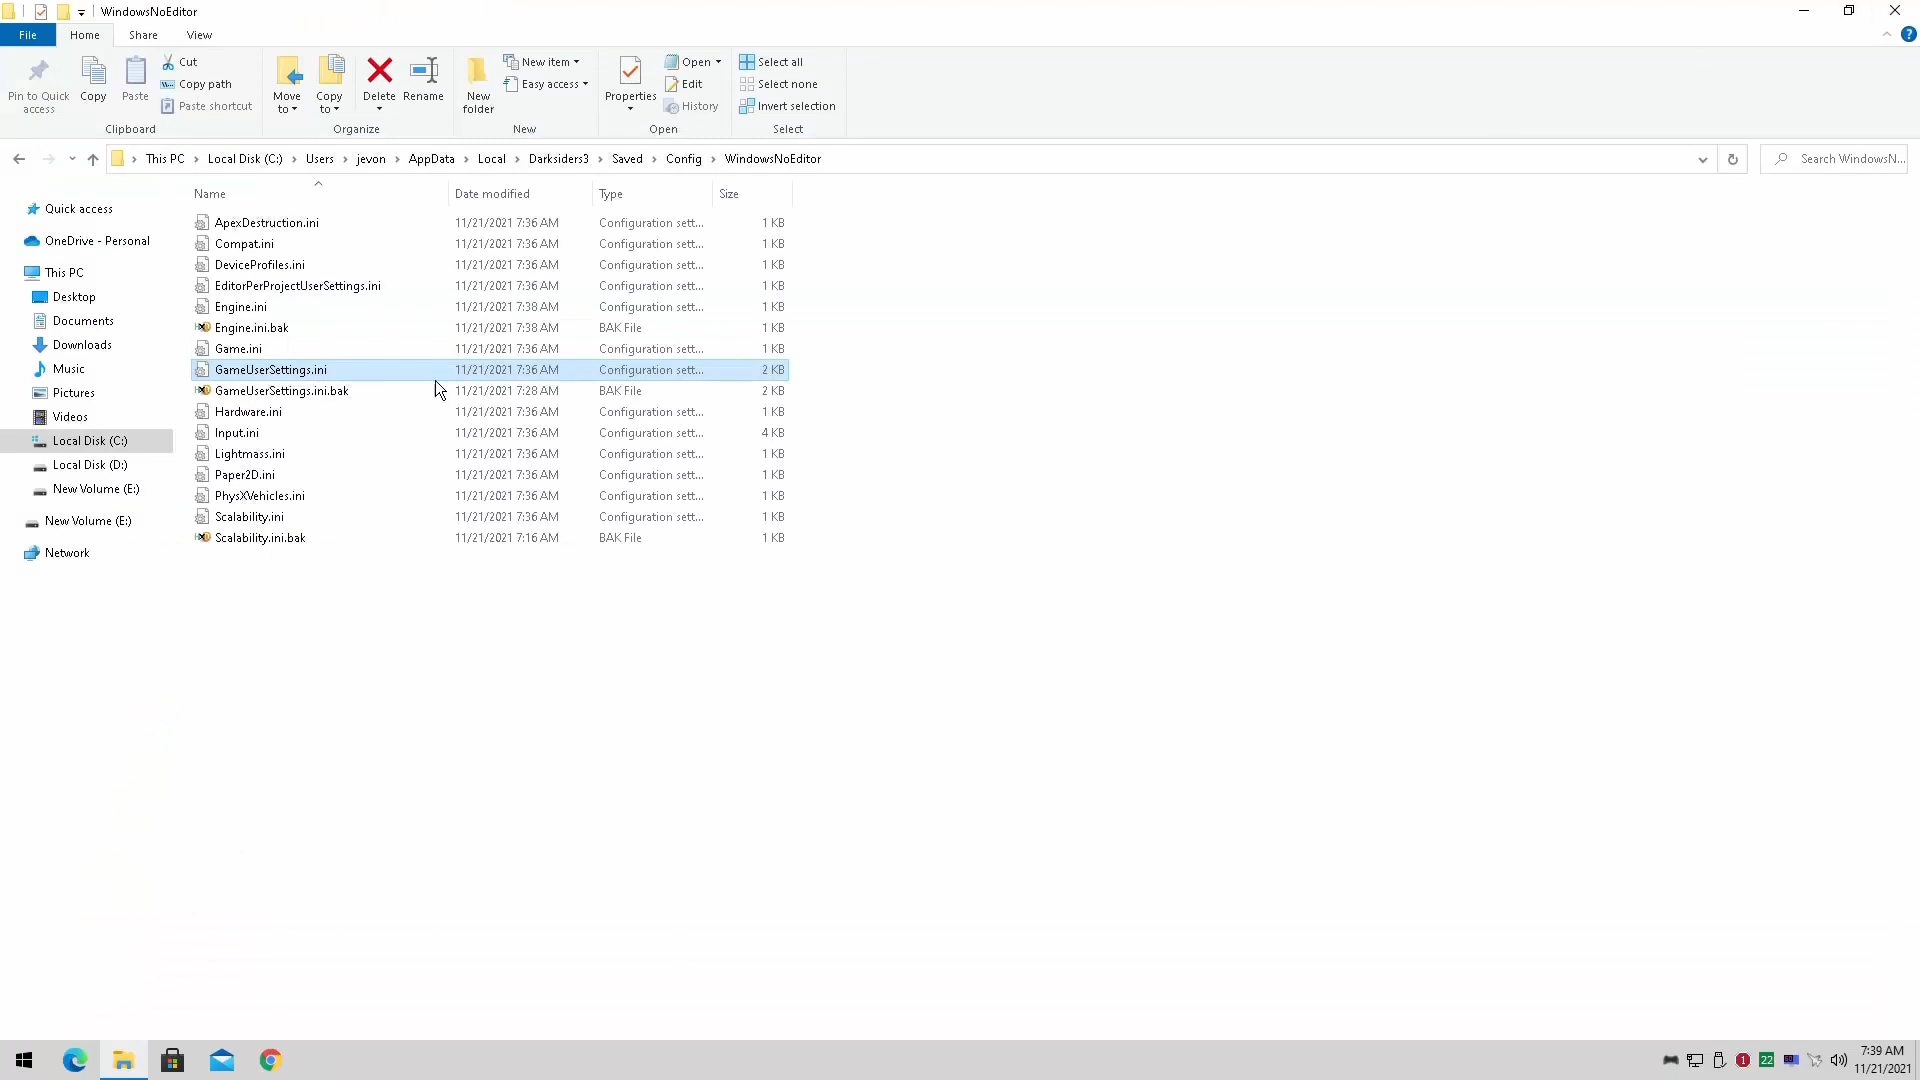 WindowsNoEditor
File Home Share View
Pin to Quick access
Copy
Paste
Cut
Copy path
Paste shortcut
Clipboard
Move to
Copy to
Delete
Rename
Organize
New folder
New item
Easy access
New
Properties
Open
Edit
History
Open
Select all
Select none
Invert selection
Select
This PC > Local Disk (C:) > Users > jevon > AppData > Local > Darksiders3 > Saved > Config > WindowsNoEditor
Search WindowsN...
Quick access
OneDrive - Personal
This PC
Desktop
Documents
Downloads
Music
Pictures
Videos
Local Disk (C:)
Local Disk (D:)
New Volume (E:)
New Volume (E:)
Network
Name Date modified Type Size
ApexDestruction.ini 11/21/2021 7:36 AM Configuration sett... 1 KB
Compat.ini 11/21/2021 7:36 AM Configuration sett... 1 KB
DeviceProfiles.ini 11/21/2021 7:36 AM Configuration sett... 1 KB
EditorPerProjectUserSettings.ini 11/21/2021 7:36 AM Configuration sett... 1 KB
Engine.ini 11/21/2021 7:38 AM Configuration sett... 1 KB
Engine.ini.bak 11/21/2021 7:38 AM BAK File 1 KB
Game.ini 11/21/2021 7:36 AM Configuration sett... 1 KB
GameUserSettings.ini 11/21/2021 7:36 AM Configuration sett... 2 KB
GameUserSettings.ini.bak 11/21/2021 7:28 AM BAK File 2 KB
Hardware.ini 11/21/2021 7:36 AM Configuration sett... 1 KB
Input.ini 11/21/2021 7:36 AM Configuration sett... 4 KB
Lightmass.ini 11/21/2021 7:36 AM Configuration sett... 1 KB
Paper2D.ini 11/21/2021 7:36 AM Configuration sett... 1 KB
PhysXVehicles.ini 11/21/2021 7:36 AM Configuration sett... 1 KB
Scalability.ini 11/21/2021 7:36 AM Configuration sett... 1 KB
Scalability.ini.bak 11/21/2021 7:16 AM BAK File 1 KB
1 22
7:39 AM
11/21/2021